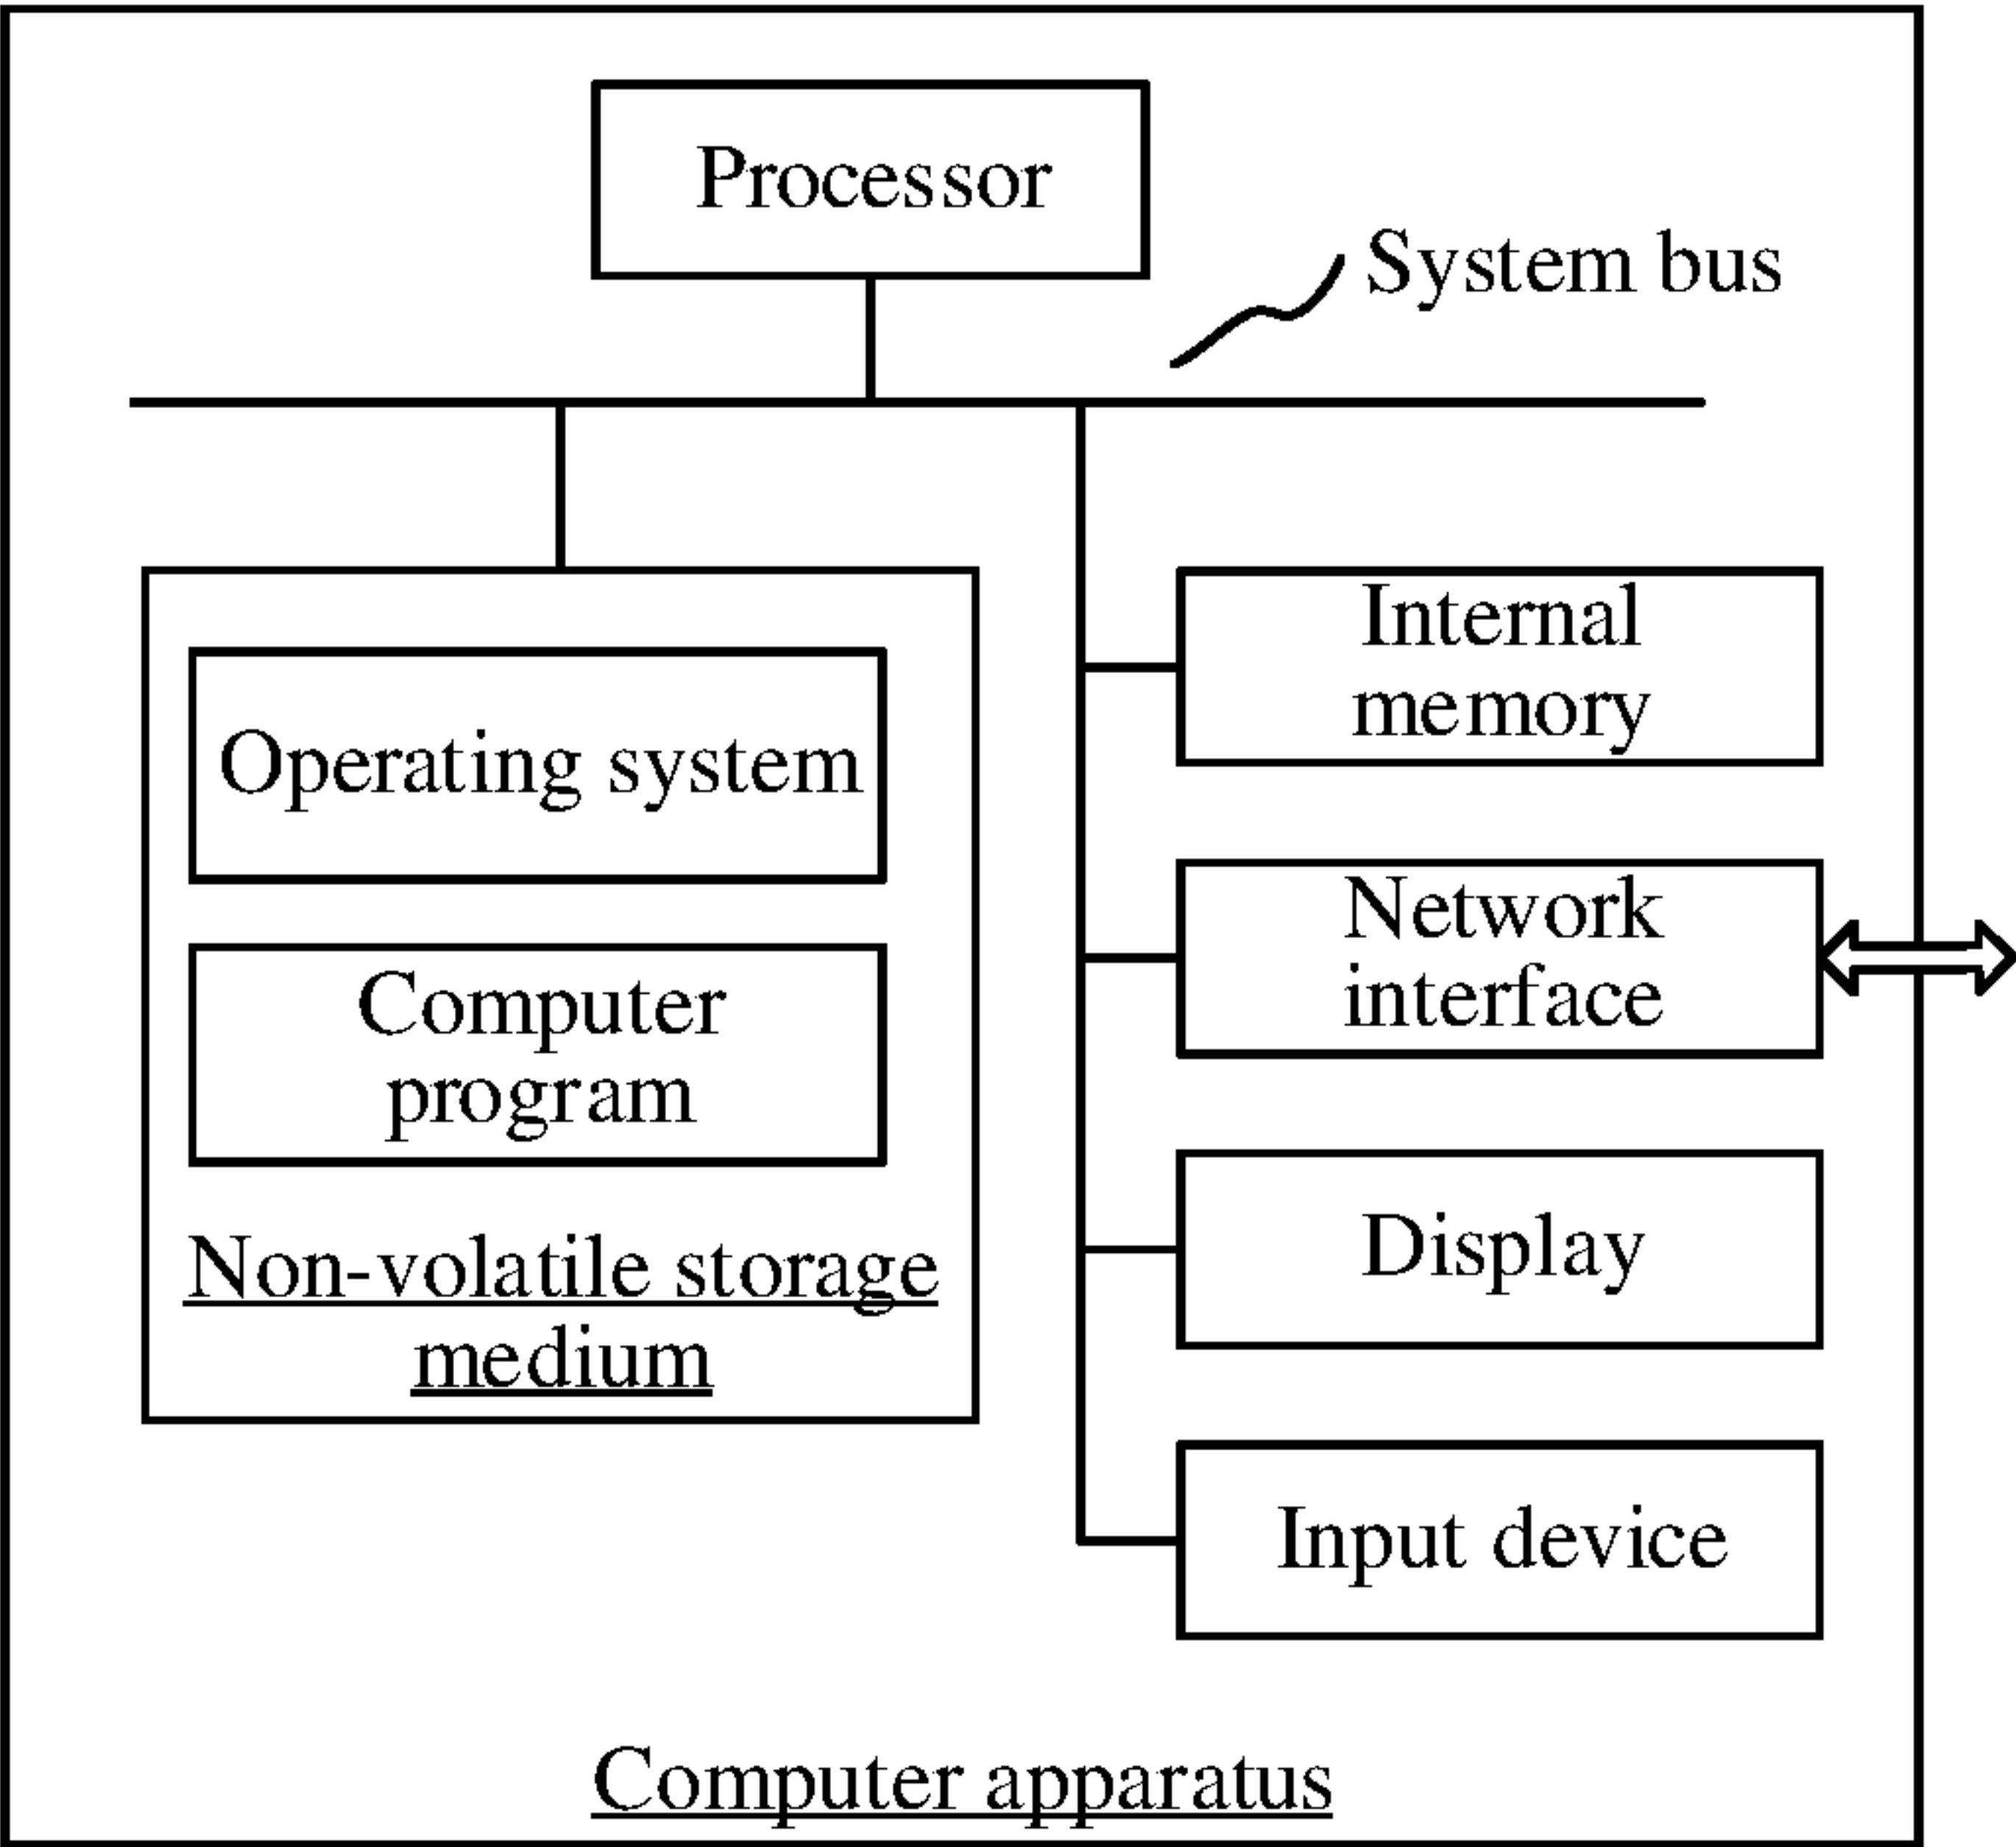 Processor
System bus
Operating system
Computer
program
Non-volatile storage
medium
Internal
memory
Network
interface
Display
Input device
Computer apparatus